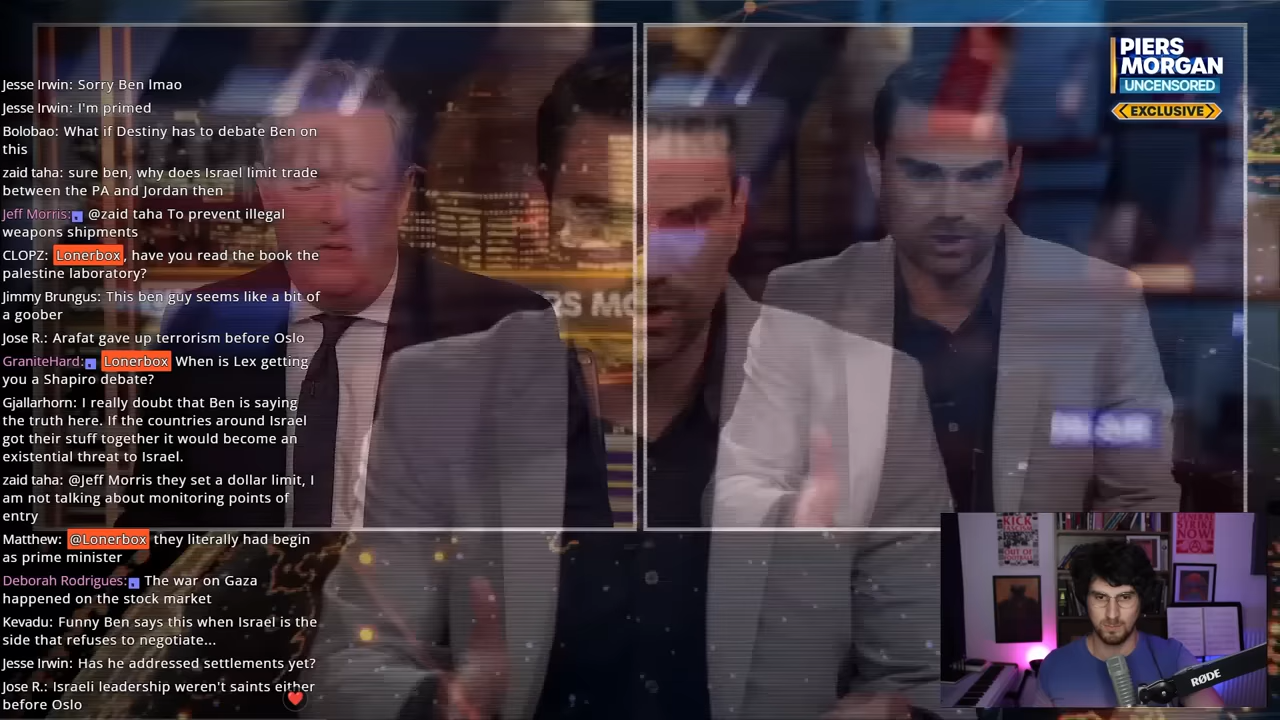 PIERS
MORGAN
UNCENSORED
EXCLUSIVE
Jesse Irwin: Sorry Ben lmao
Jesse Irwin: I'm primed
Bolobao: What if Destiny has to debate Ben on
this
zaid taha: sure ben, why does Israel limit trade
between the PA and Jordan then
Jeff Morris: @zaid taha To prevent illegal
weapons shipments
CLOPZ: Lonerbox, have you read the book the
palestine laboratory?
Jimmy Brungus: This ben guy seems like a bit of
a goober
Jose R.: Arafat gave up terrorism before Oslo
GraniteHard: Lonerbox When is Lex getting
you a Shapiro debate?
Gjallarhorn: I really doubt that Ben is saying
the truth here. If the countries around Israel
got their stuff together it would become an
existential threat to Israel.
zaid taha: @Jeff Morris they set a dollar limit, I
am not talking about monitoring points of
entry
Matthew: @Lonerbox they literally had begin
as prime minister
Deborah Rodrigues: The war on Gaza
happened on the stock market
Kevadu: Funny Ben says this when Israel is the
side that refuses to negotiate...
Jesse Irwin: Has he addressed settlements yet?
Jose R.: Israeli leadership weren't saints either
before Oslo
KICK
FASCISM
OUT OF
FOOTBALL
GENERAL
STRIKE
NOW!
RØDE